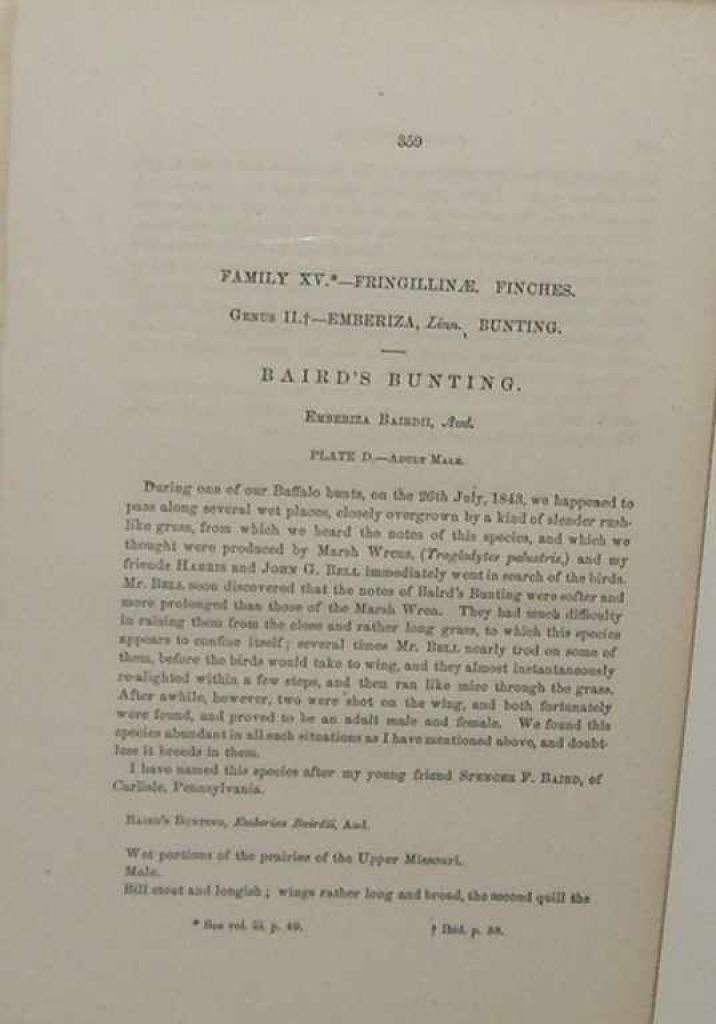 359
FAMILY XV.*—FRINGILLINÆ. FINCHES.
Genus II.†—EMBERIZA, Linn., BUNTING.
BAIRD'S BUNTING.
Emberiza Bairdii, Aud.
PLATE D.—Adult Male.
During one of our Buffalo hunts, on the 26th July, 1843, we happened to
pass along several wet places, closely overgrown by a kind of slender rush-
like grass, from which we heard the notes of this species, and which we
thought were produced by Marsh Wrens, (Troglodytes palustris,) and my
friends Harris and John G. Bell immediately went in search of the birds.
Mr. Bell soon discovered that the notes of Baird's Bunting were softer and
more prolonged than those of the Marsh Wren. They had much difficulty
in raising them from the close and rather long grass, to which this species
appears to confine itself; several times Mr. Bell nearly trod on some of
them, before the birds would take to wing, and they almost instantaneously
re-alighted within a few steps, and then ran like mice through the grass.
After awhile, however, two were shot on the wing, and both fortunately
were found, and proved to be an adult male and female. We found this
species abundant in all such situations as I have mentioned above, and doubt-
less it breeds in them.
I have named this species after my young friend Spencer F. Baird, of
Carlisle, Pennsylvania.
Baird's Bunting, Emberiza Bairdii, Aud.
Wet portions of the prairies of the Upper Missouri.
Male.
Bill stout and longish; wings rather long and broad, the second quill the
* See vol. iii. p. 49. † Ibid. p. 58.